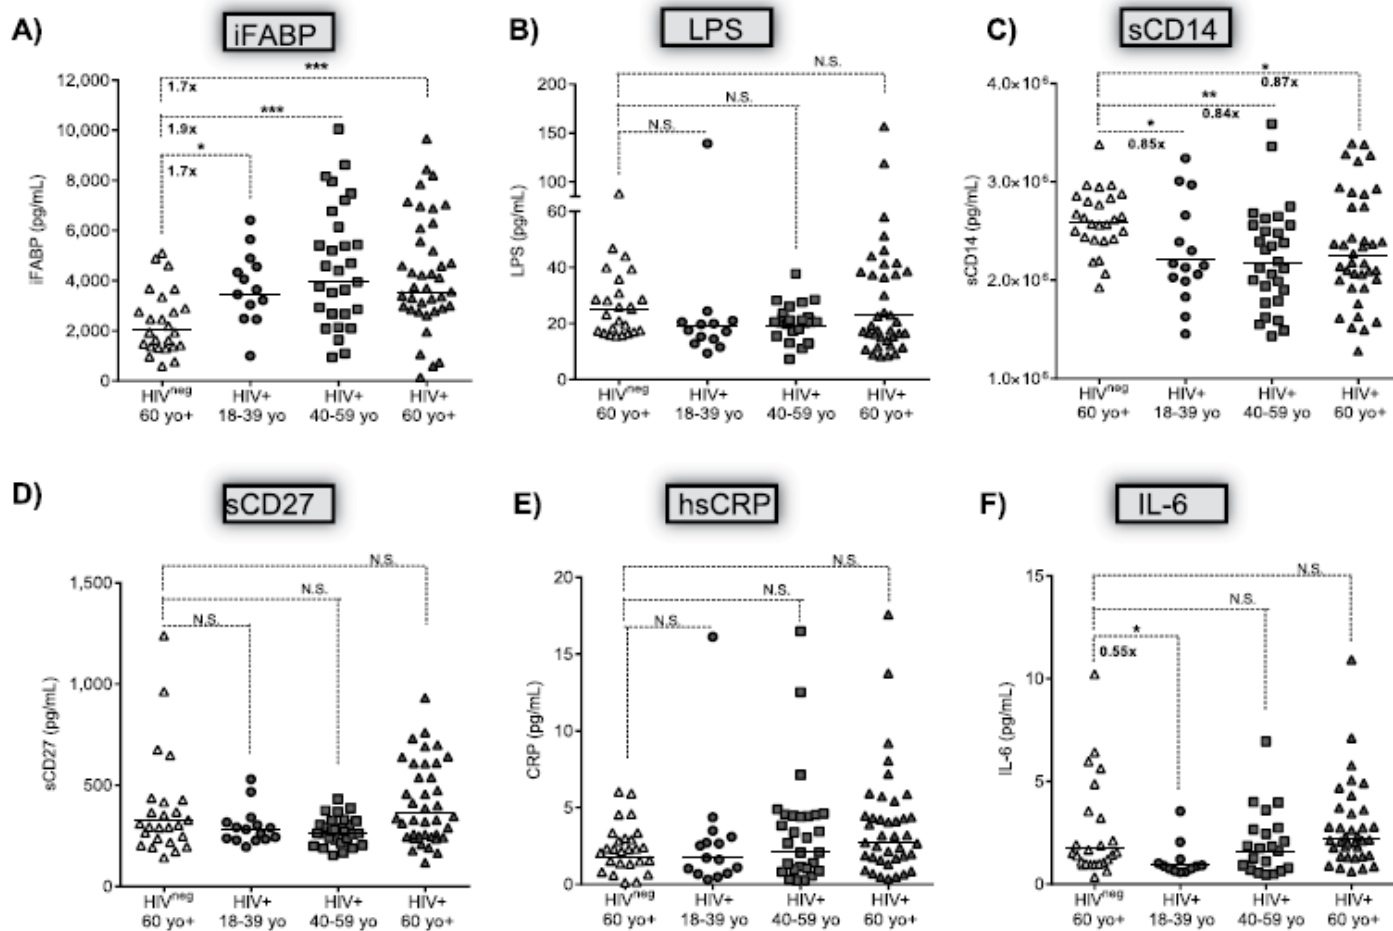 A)
iFABP
iFABP (pg/mL)
12,000
10,000
8,000
6,000
4,000
2,000
0
***
1.7x
***
1.9x
*
1.7x
HIVneg
60 yo+
HIV+
18-39 yo
HIV+
40-59 yo
HIV+
60 yo+
B)
LPS
LPS (pg/mL)
200
150
100
60
40
20
0
N.S.
N.S.
N.S.
HIVneg
60 yo+
HIV+
18-39 yo
HIV+
40-59 yo
HIV+
60 yo+
C)
sCD14
sCD14 (pg/mL)
4.0×10⁶
3.0×10⁶
2.0×10⁶
1.0×10⁶
*
0.87x
**
0.84x
*
0.85x
HIVneg
60 yo+
HIV+
18-39 yo
HIV+
40-59 yo
HIV+
60 yo+
D)
sCD27
sCD27 (pg/mL)
1,500
1,000
500
0
N.S.
N.S.
N.S.
HIVneg
60 yo+
HIV+
18-39 yo
HIV+
40-59 yo
HIV+
60 yo+
E)
hsCRP
CRP (pg/mL)
20
15
10
5
0
N.S.
N.S.
N.S.
HIVneg
60 yo+
HIV+
18-39 yo
HIV+
40-59 yo
HIV+
60 yo+
F)
IL-6
IL-6 (pg/mL)
15
10
5
0
N.S.
N.S.
*
0.55x
HIVneg
60 yo+
HIV+
18-39 yo
HIV+
40-59 yo
HIV+
60 yo+